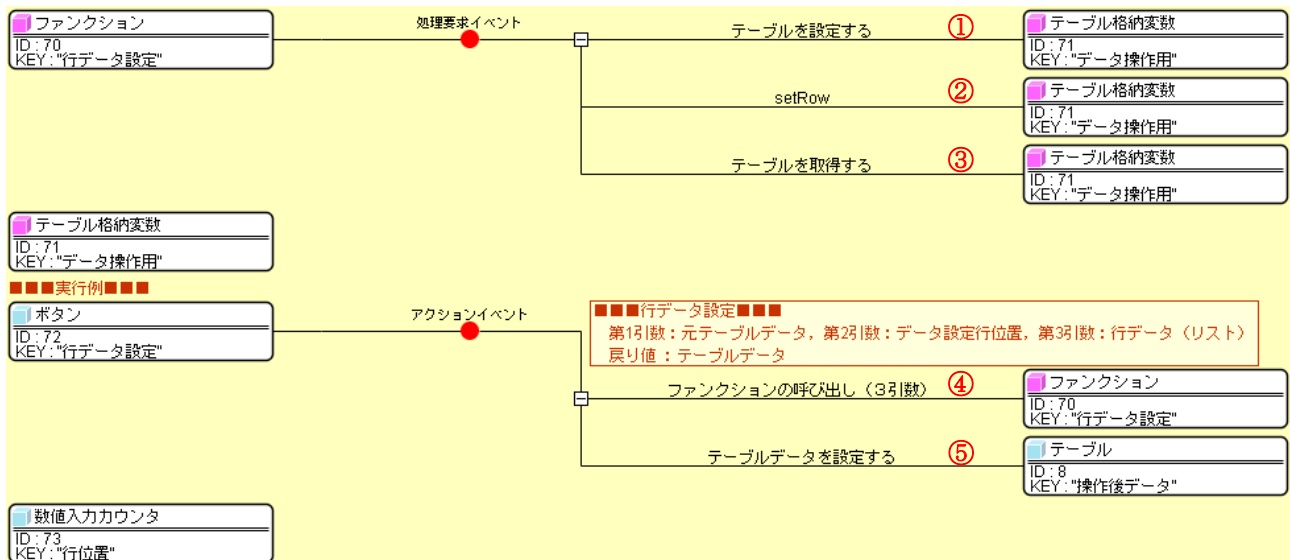 ファンクション
ID : 70
KEY : "行データ設定"
処理要求イベント
テーブルを設定する
①
テーブル格納変数
ID : 71
KEY : "データ操作用"
setRow
②
テーブル格納変数
ID : 71
KEY : "データ操作用"
テーブルを取得する
③
テーブル格納変数
ID : 71
KEY : "データ操作用"
テーブル格納変数
ID : 71
KEY : "データ操作用"
■■■実行例■■■
ボタン
ID : 72
KEY : "行データ設定"
アクションイベント
■■■行データ設定■■■
第1引数：元テーブルデータ，第2引数：データ設定行位置，第3引数：行データ（リスト）
戻り値：テーブルデータ
ファンクションの呼び出し（3引数）
④
ファンクション
ID : 70
KEY : "行データ設定"
テーブルデータを設定する
⑤
テーブル
ID : 8
KEY : "操作後データ"
数値入力カウンタ
ID : 73
KEY : "行位置"